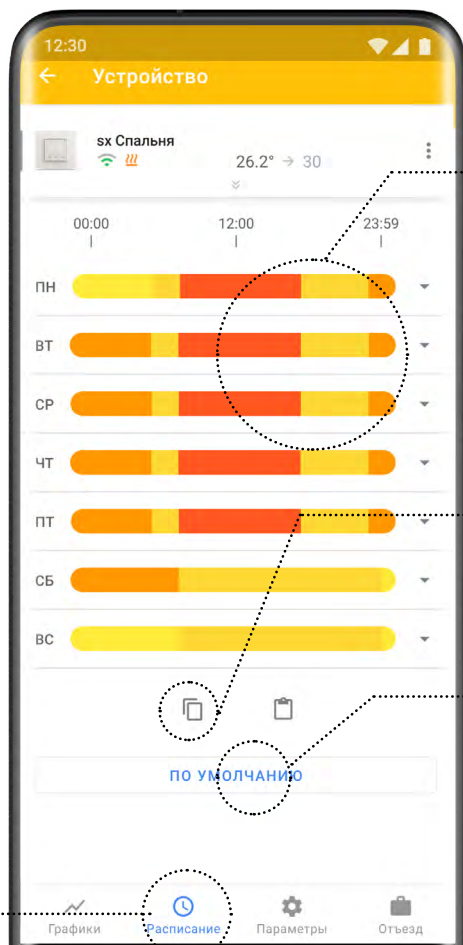 12:30
Устройство
sx Спальня
26.2° → 30
00:00 12:00 23:59
ПН
ВТ
СР
ЧТ
ПТ
СБ
ВС
ПО УМОЛЧАНИЮ
Графики Расписание Параметры Отъезд